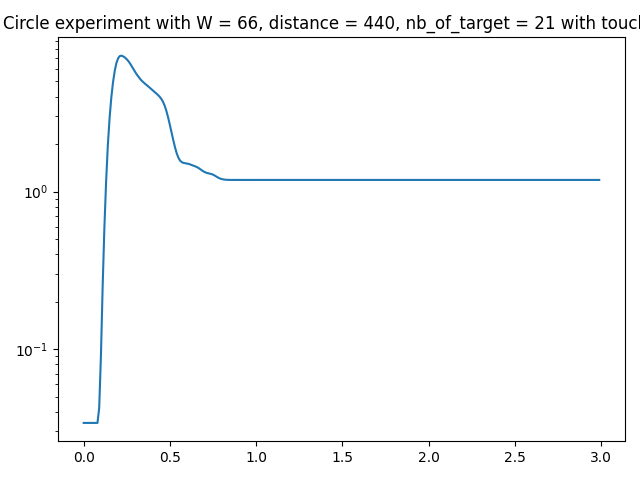 Circle experiment with W = 66, distance = 440, nb_of_target = 21 with
10⁰
10⁻¹
0.0 0.5 1.0 1.5 2.0 2.5 3.0